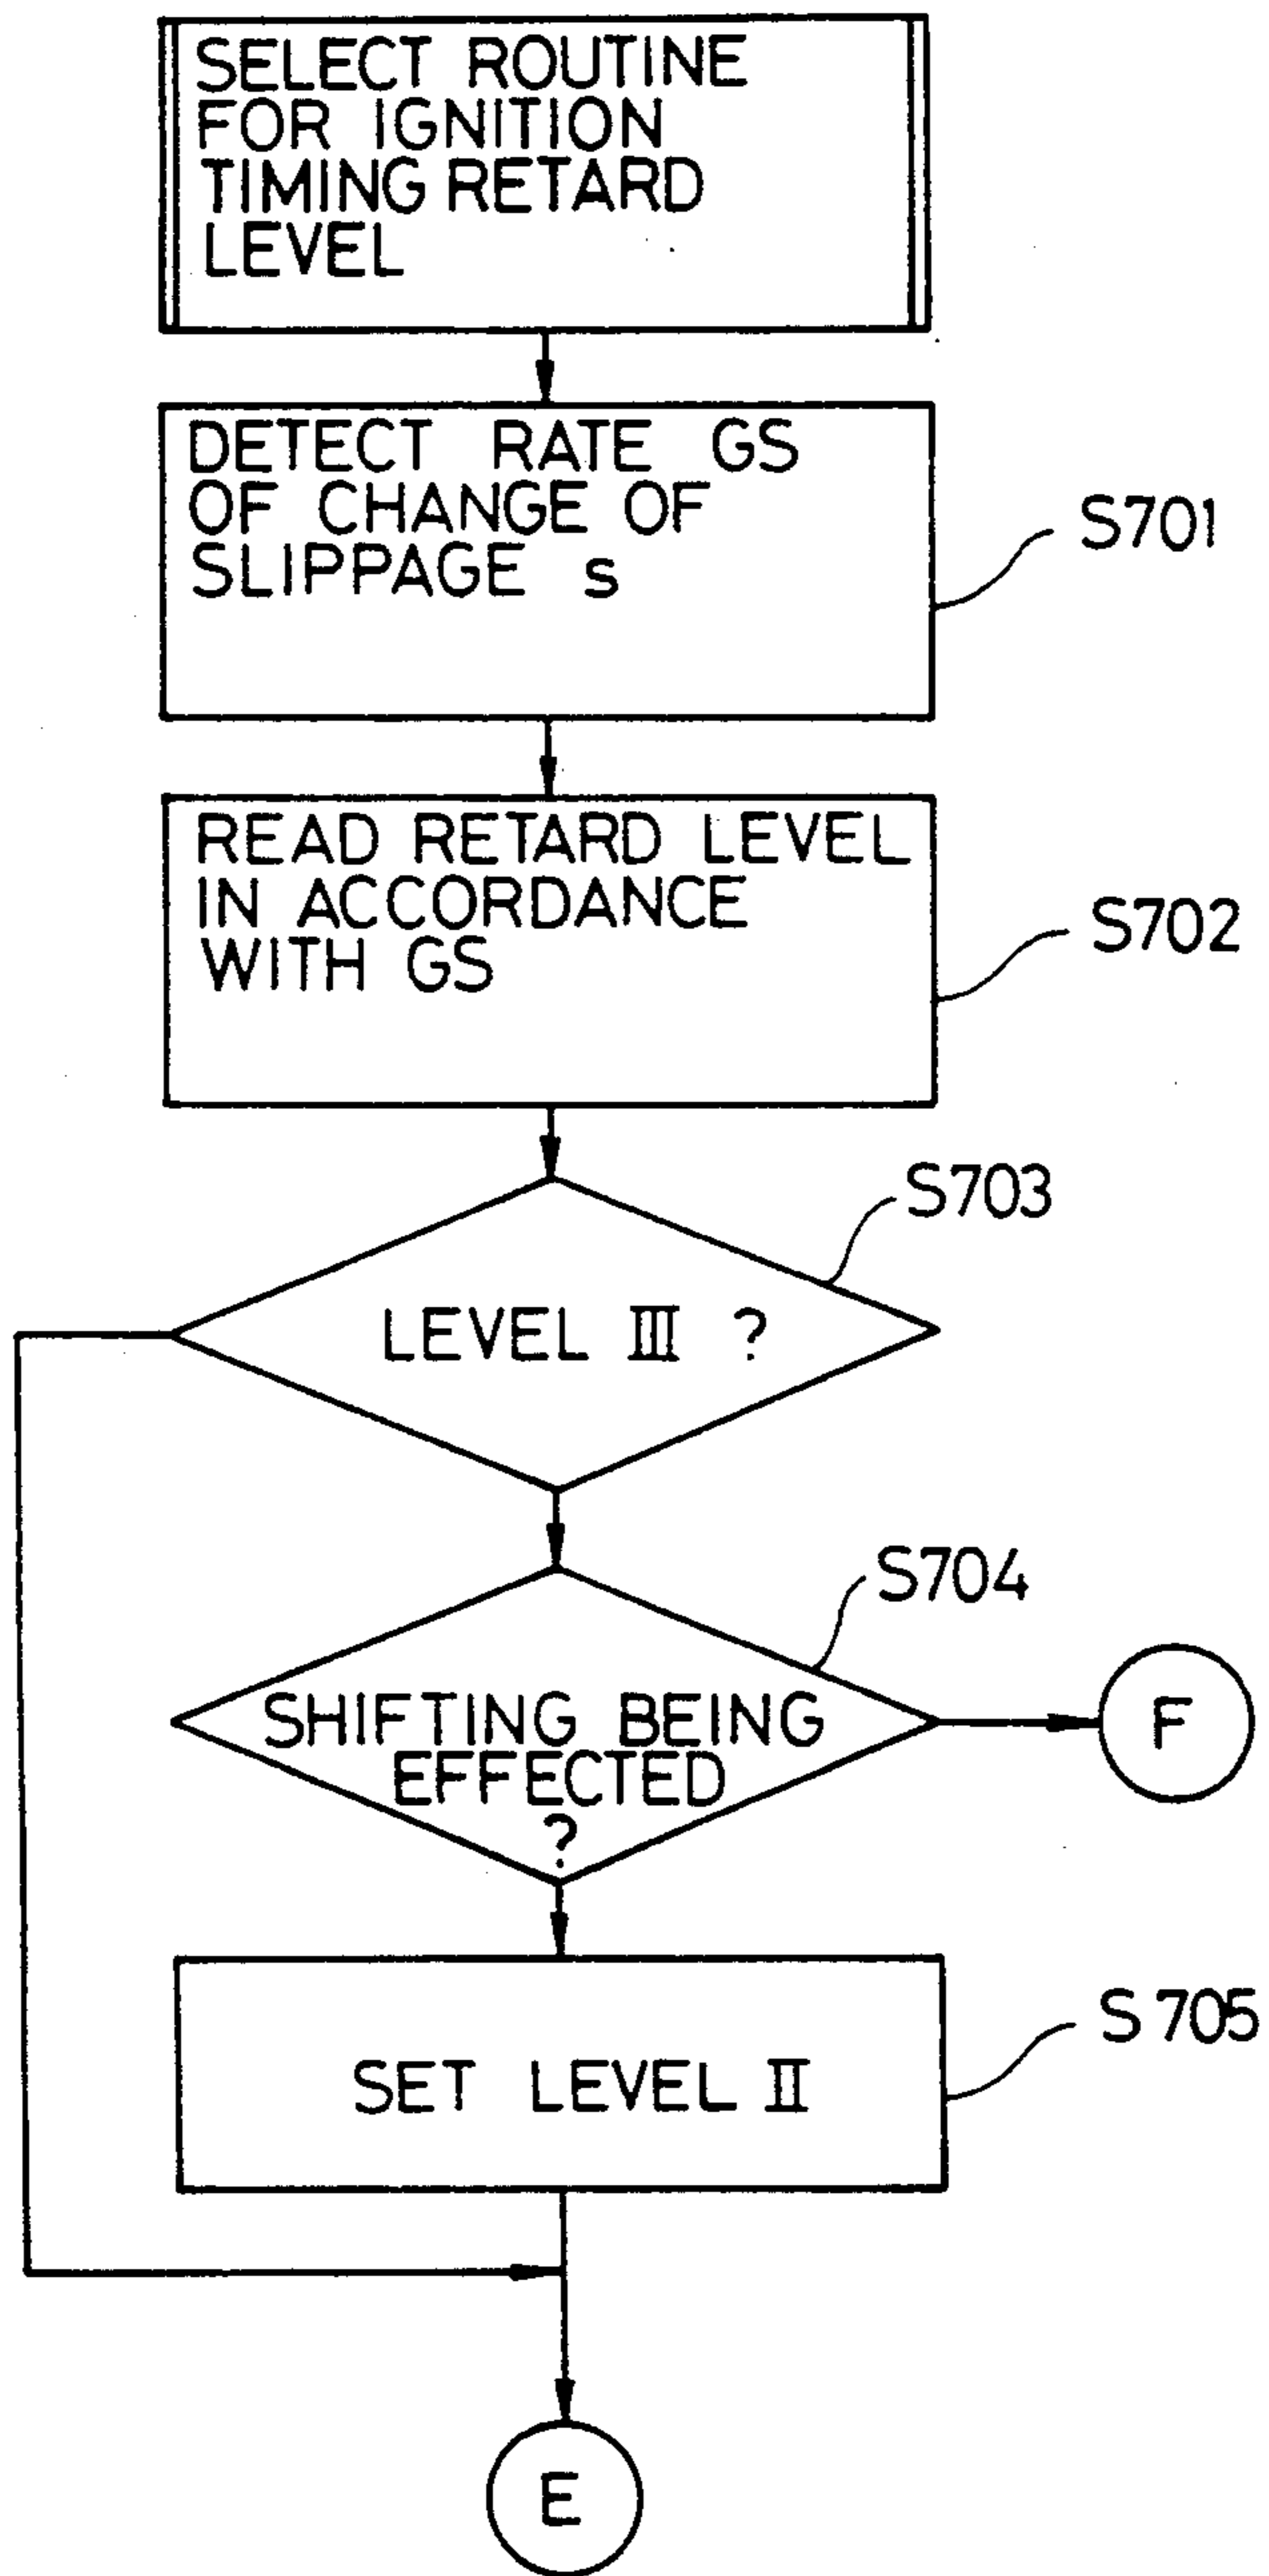 SELECT ROUTINE
FOR IGNITION
TIMING RETARD
LEVEL
DETECT RATE GS
OF CHANGE OF
SLIPPAGE s
S701
READ RETARD LEVEL
IN ACCORDANCE
WITH GS
S702
S703
LEVEL III ?
S704
SHIFTING BEING
EFFECTED
?
F
SET LEVEL II
S705
E